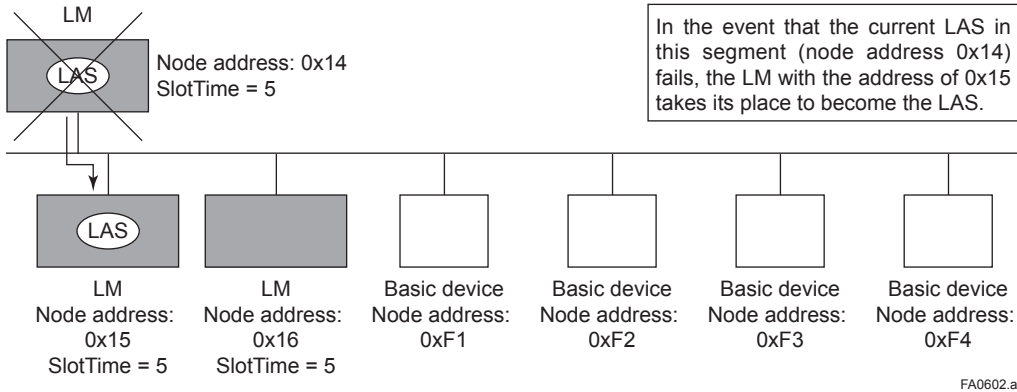 LM
LAS
Node address: 0x14
SlotTime = 5
In the event that the current LAS in
this segment (node address 0x14)
fails, the LM with the address of 0x15
takes its place to become the LAS.
LAS
LM
Node address:
0x15
SlotTime = 5
LM
Node address:
0x16
SlotTime = 5
Basic device
Node address:
0xF1
Basic device
Node address:
0xF2
Basic device
Node address:
0xF3
Basic device
Node address:
0xF4
FA0602.ai